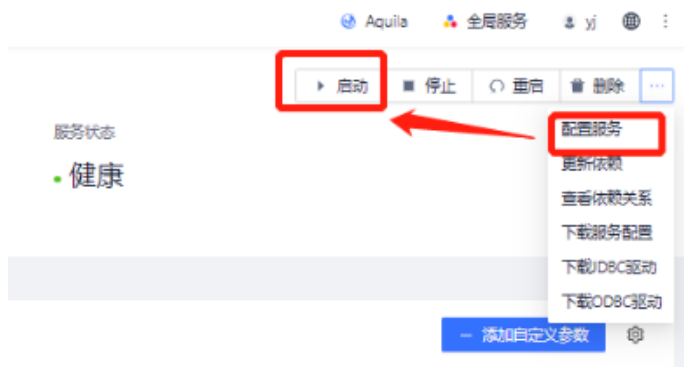 Aquila 全局服务 yj
启动 停止 重启 删除 ...
服务状态
配置服务
健康
更新依赖
查看依赖关系
下载服务配置
下载JDBC驱动
下载ODBC驱动
添加自定义参数